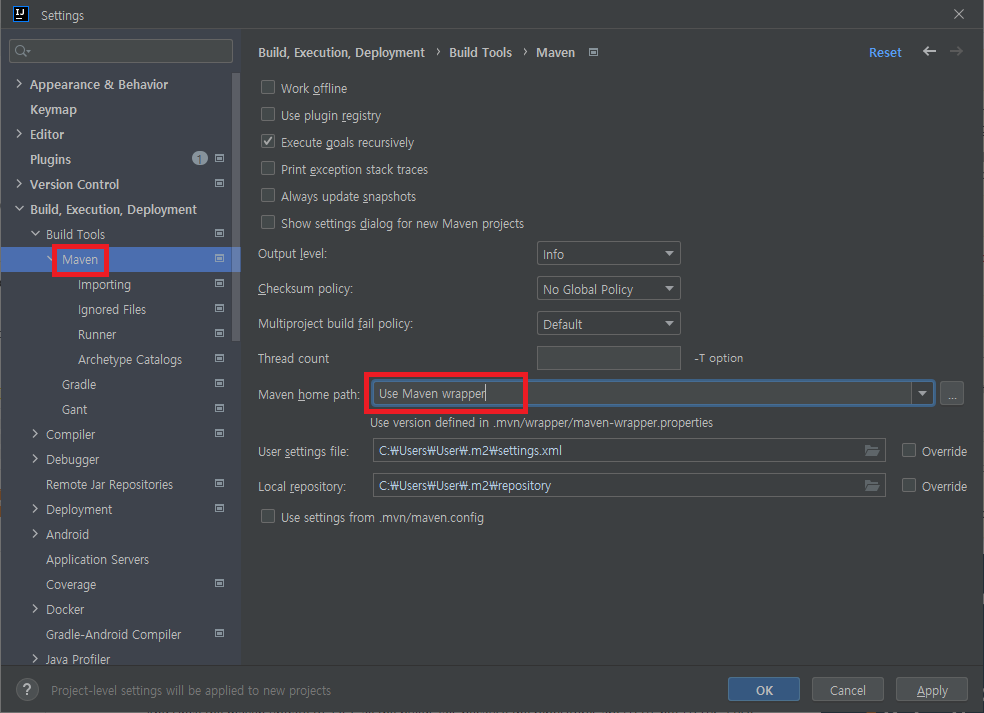 IJ
Settings
Build, Execution, Deployment › Build Tools › Maven
Reset
Appearance & Behavior
Keymap
Editor
Plugins 1
Version Control
Build, Execution, Deployment
Build Tools
Maven
Importing
Ignored Files
Runner
Archetype Catalogs
Gradle
Gant
Compiler
Debugger
Remote Jar Repositories
Deployment
Android
Application Servers
Coverage
Docker
Gradle-Android Compiler
Java Profiler
Work offline
Use plugin registry
Execute goals recursively
Print exception stack traces
Always update snapshots
Show settings dialog for new Maven projects
Output level: Info
Checksum policy: No Global Policy
Multiproject build fail policy: Default
Thread count -T option
Maven home path: Use Maven wrapper ...
Use version defined in .mvn/wrapper/maven-wrapper.properties
User settings file: C:₩Users₩User₩.m2₩settings.xml Override
Local repository: C:₩Users₩User₩.m2₩repository Override
Use settings from .mvn/maven.config
? Project-level settings will be applied to new projects
OK Cancel Apply